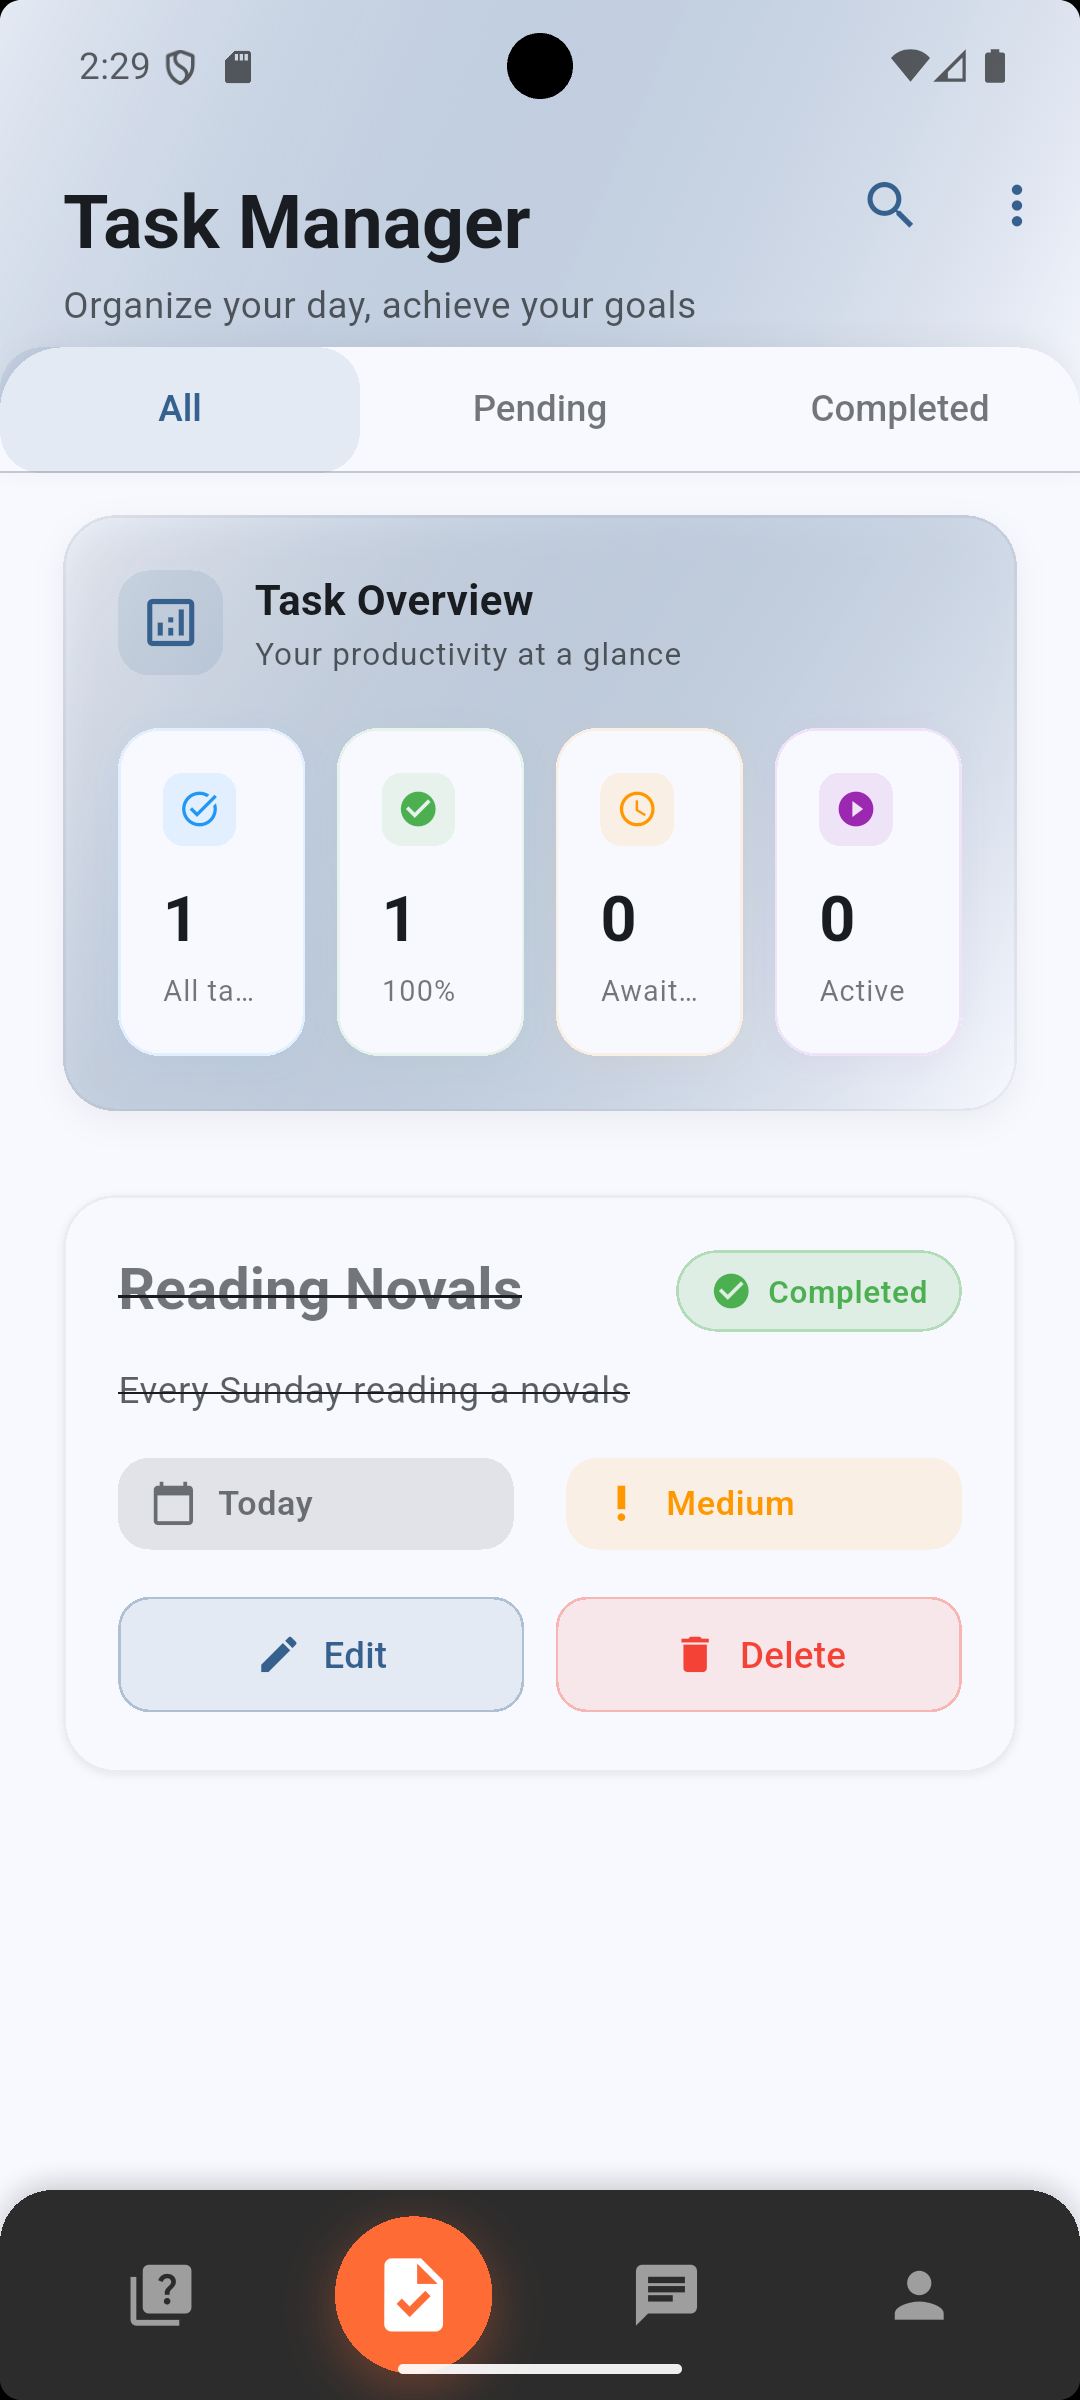 2:29
Task Manager
Organize your day, achieve your goals
All
Pending
Completed
Task Overview
Your productivity at a glance
1
All ta...
1
100%
0
Await...
0
Active
Reading Novals
Completed
Every Sunday reading a novals
Today
Medium
Edit
Delete